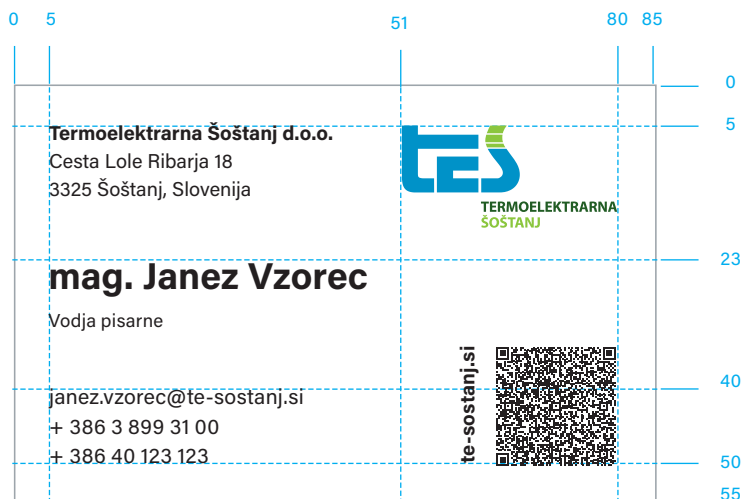 0 5 51 80 85
0
5
Termoelektrarna Šoštanj d.o.o.
Cesta Lole Ribarja 18
3325 Šoštanj, Slovenija
teš
TERMOELEKTRARNA
ŠOŠTANJ
23
mag. Janez Vzorec
Vodja pisarne
te-sostanj.si
40
janez.vzorec@te-sostanj.si
+ 386 3 899 31 00
+ 386 40 123 123
50
55